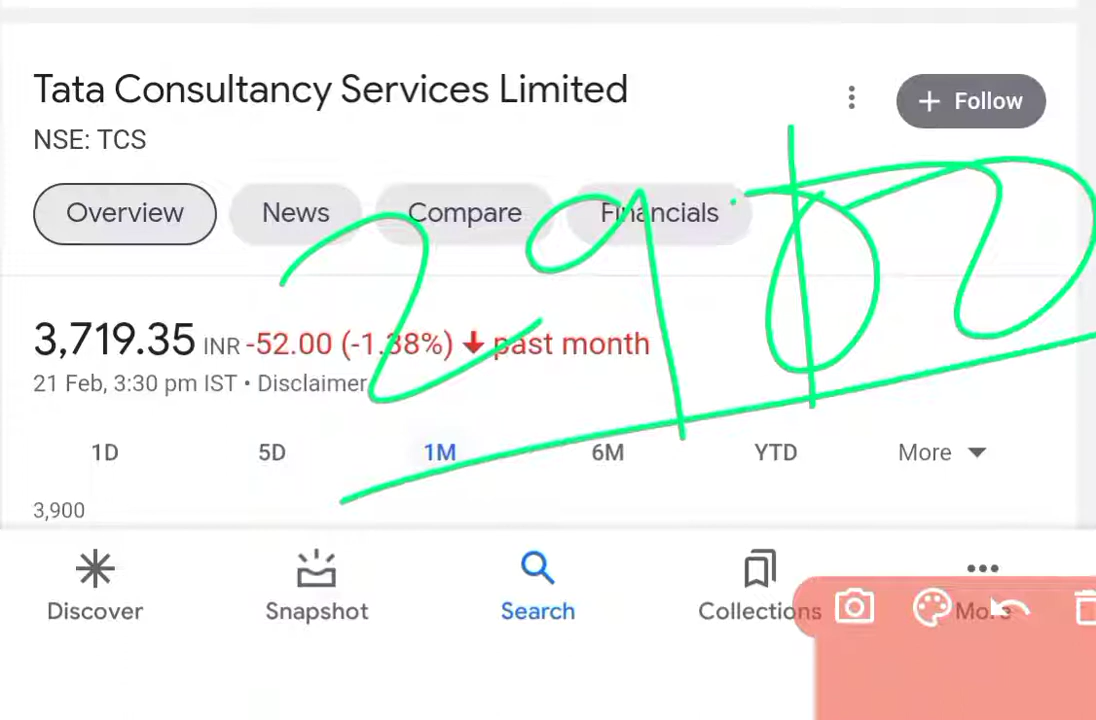 Tata Consultancy Services Limited
+ Follow
NSE: TCS
Overview News Compare Financials
3,719.35 INR -52.00 (-1.38%) ↓ past month
21 Feb, 3:30 pm IST • Disclaimer
1D 5D 1M 6M YTD More
3,900
Discover Snapshot Search Collections More